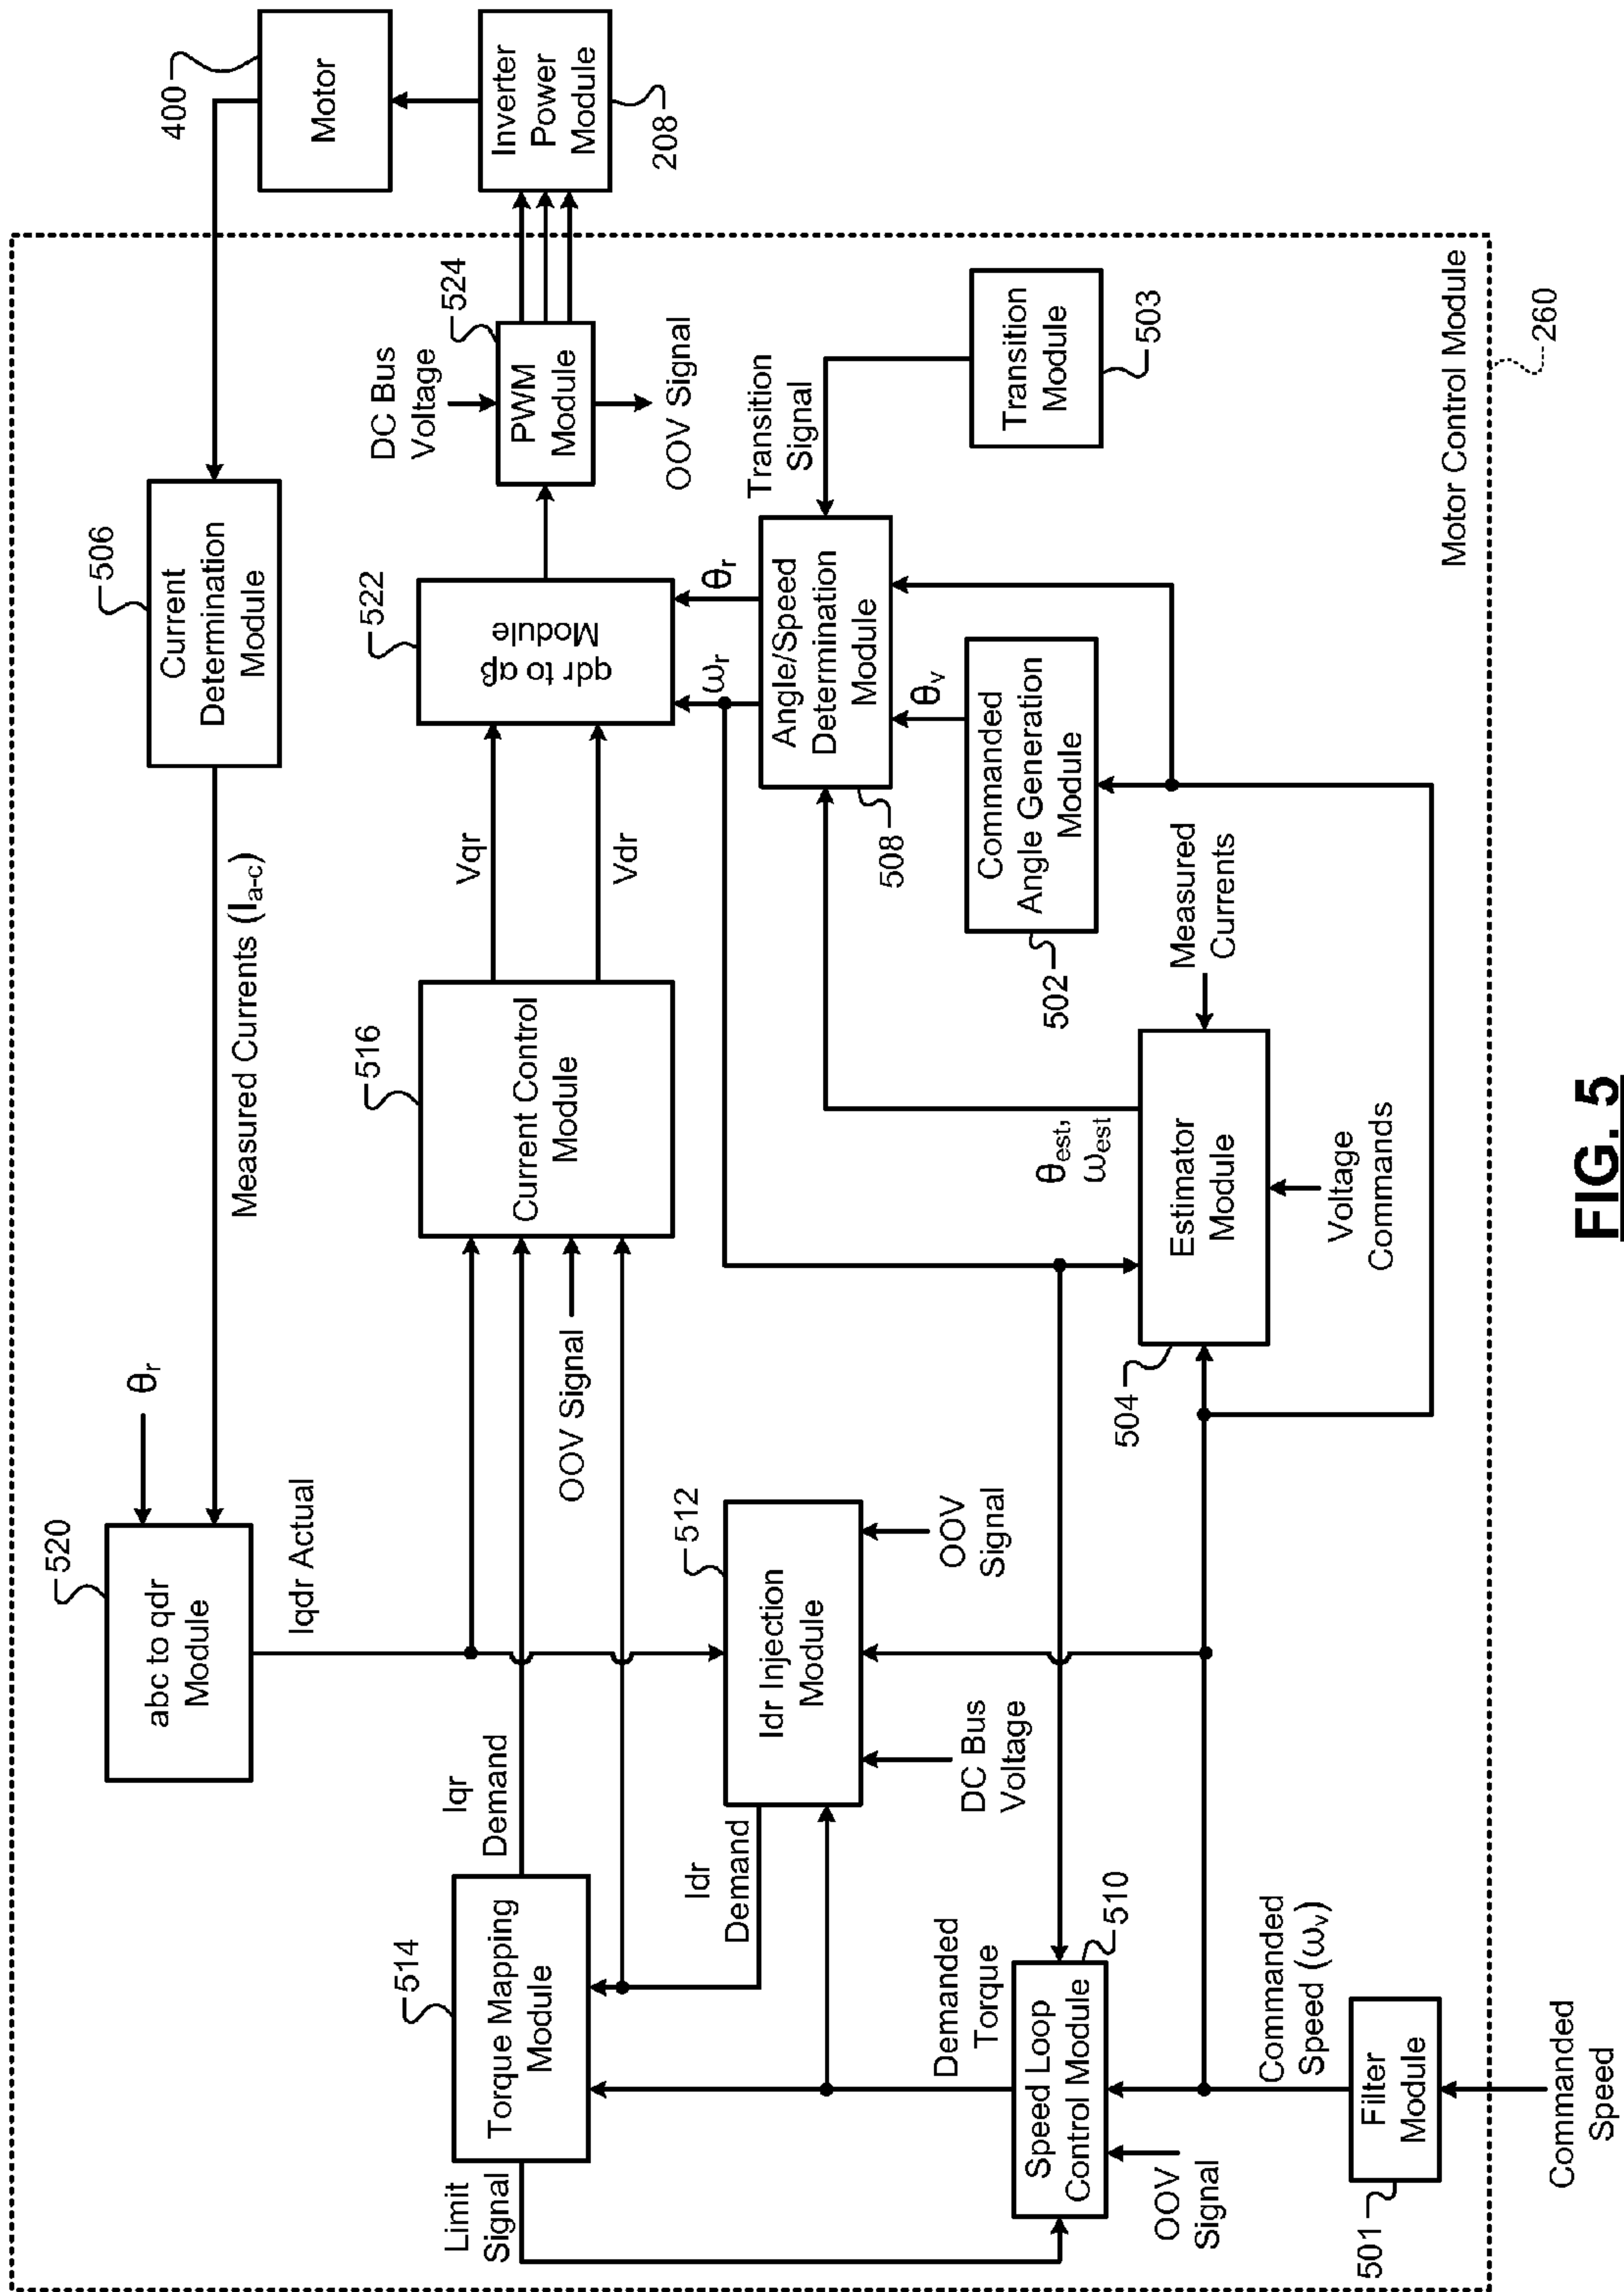 400
Motor
Inverter
Power
Module
208
506
Current
Determination
Module
Measured Currents (Ia-c)
θr
520
abc to qdr
Module
Iqdr Actual
DC Bus
Voltage
524
PWM
Module
OOV Signal
522
qdr to αβ
Module
Vqr
Vdr
516
Current Control
Module
OOV Signal
Iqr
Demand
514
Torque Mapping
Module
Limit
Signal
Idr
Demand
512
Idr Injection
Module
OOV
Signal
DC Bus
Voltage
ωr
θr
Transition
Signal
Transition
Module
503
Angle/Speed
Determination
Module
508
θv
Commanded
Angle Generation
Module
502
Measured
Currents
θest,
ωest
Estimator
Module
504
Voltage
Commands
Demanded
Torque
510
Speed Loop
Control Module
OOV
Signal
Commanded
Speed (ωv)
Filter
Module
501
Commanded
Speed
Motor Control Module
260
FIG. 5